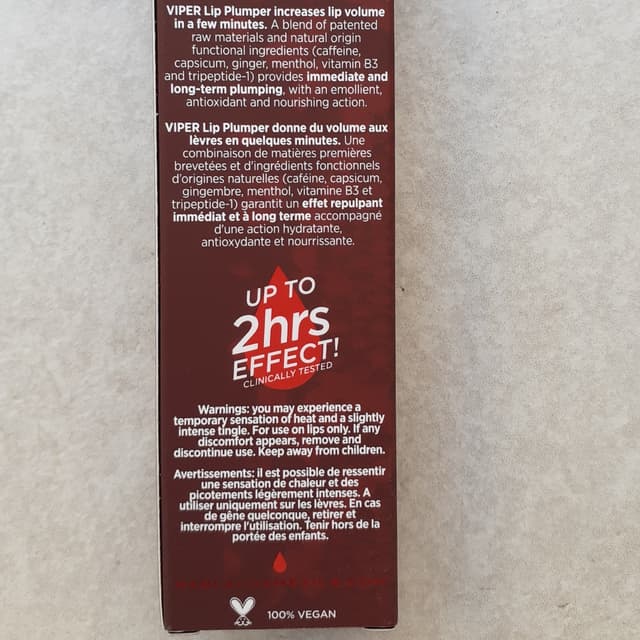 VIPER Lip Plumper increases lip volume
in a few minutes. A blend of patented
raw materials and natural origin
functional ingredients (caffeine,
capsicum, ginger, menthol, vitamin B3
and tripeptide-1) provides immediate and
long-term plumping, with an emollient,
antioxidant and nourishing action.
VIPER Lip Plumper donne du volume aux
lèvres en quelques minutes. Une
combinaison de matières premières
brevetées et d'ingrédients fonctionnels
d'origines naturelles (caféine, capsicum,
gingembre, menthol, vitamine B3 et
tripeptide-1) garantit un effet repulpant
immédiat et à long terme accompagné
d'une action hydratante,
antioxydante et nourrissante.
UP TO
2hrs
EFFECT!
CLINICALLY TESTED
Warnings: you may experience a
temporary sensation of heat and a slightly
intense tingle. For use on lips only. If any
discomfort appears, remove and
discontinue use. Keep away from children.
Avertissements: il est possible de ressentir
une sensation de chaleur et des
picotements légèrement intenses. A
utiliser uniquement sur les lèvres. En cas
de gêne quelconque, retirer et
interrompre l'utilisation. Tenir hors de la
portée des enfants.
100% VEGAN